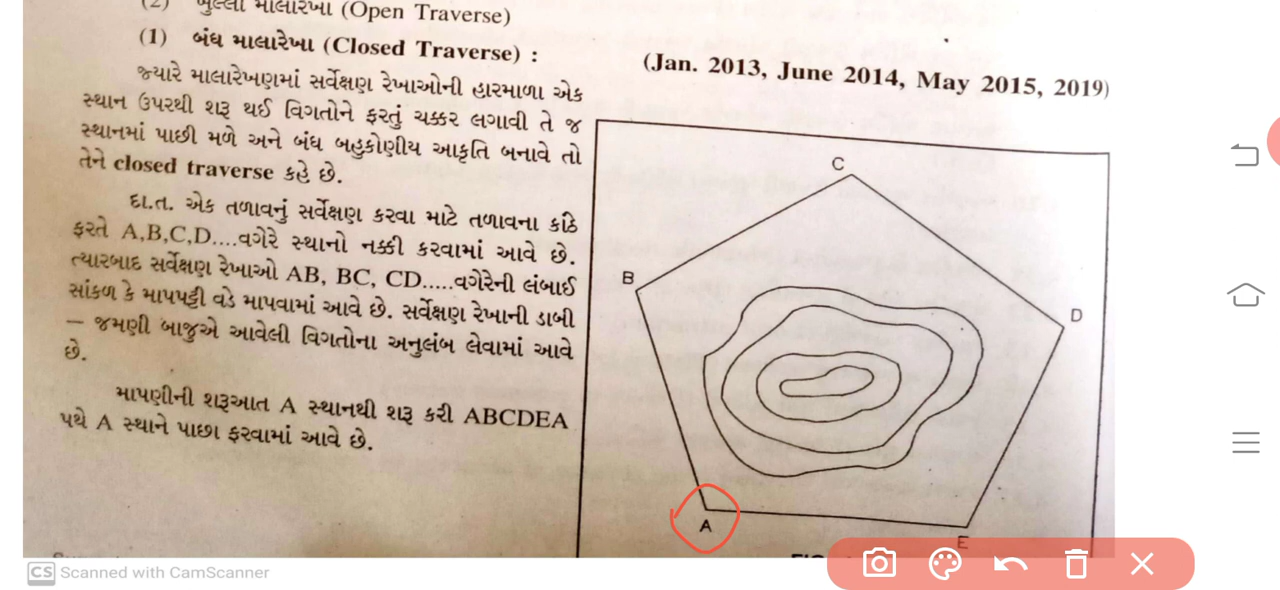 (2) ખુલ્લી માલારેખા (Open Traverse)
(1) બંધ માલારેખા (Closed Traverse) :
(Jan. 2013, June 2014, May 2015, 2019)
જ્યારે માલારેખણમાં સર્વેક્ષણ રેખાઓની હારમાળા એક
સ્થાન ઉપરથી શરૂ થઈ વિગતોને ફરતું ચક્કર લગાવી તે જ
સ્થાનમાં પાછી મળે અને બંધ બહુકોણીય આકૃતિ બનાવે તો
તેને closed traverse કહે છે.
દા.ત. એક તળાવનું સર્વેક્ષણ કરવા માટે તળાવના કાંઠે
ફરતે A,B,C,D....વગેરે સ્થાનો નક્કી કરવામાં આવે છે.
ત્યારબાદ સર્વેક્ષણ રેખાઓ AB, BC, CD.....વગેરેની લંબાઈ
સાંકળ કે માપપટ્ટી વડે માપવામાં આવે છે. સર્વેક્ષણ રેખાની ડાબી
– જમણી બાજુએ આવેલી વિગતોના અનુલંબ લેવામાં આવે
છે.
માપણીની શરૂઆત A સ્થાનથી શરૂ કરી ABCDEA
પથે A સ્થાને પાછા ફરવામાં આવે છે.
C
B
D
A
E
CS Scanned with CamScanner